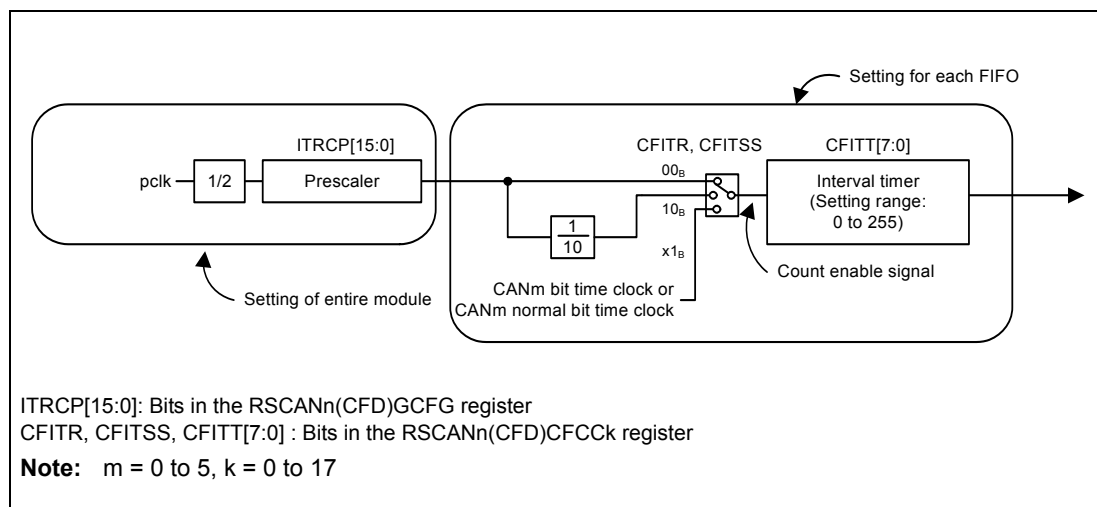 Setting for each FIFO
ITRCP[15:0]
CFITR, CFITSS
CFITT[7:0]
pclk
1/2
Prescaler
00B
10B
x1B
1
10
Interval timer
(Setting range:
0 to 255)
Count enable signal
Setting of entire module
CANm bit time clock or
CANm normal bit time clock
ITRCP[15:0]: Bits in the RSCANn(CFD)GCFG register
CFITR, CFITSS, CFITT[7:0] : Bits in the RSCANn(CFD)CFCCk register
Note: m = 0 to 5, k = 0 to 17